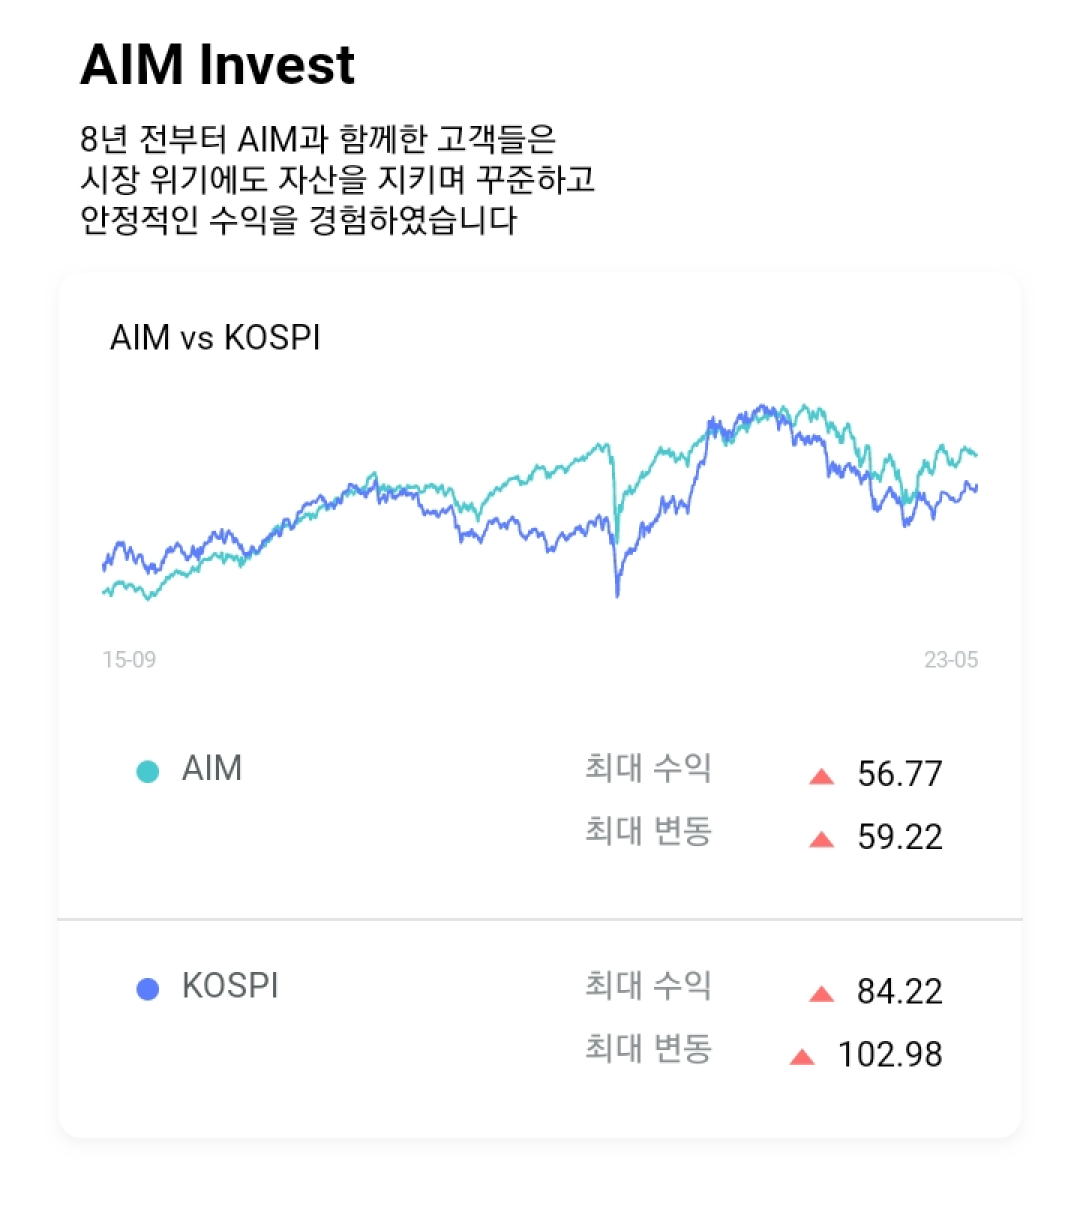 AIM Invest
8년 전부터 AIM과 함께한 고객들은
시장 위기에도 자산을 지키며 꾸준하고
안정적인 수익을 경험하였습니다
AIM vs KOSPI
15-09 23-05
AIM 최대 수익 ▲ 56.77
최대 변동 ▲ 59.22
KOSPI 최대 수익 ▲ 84.22
최대 변동 ▲ 102.98